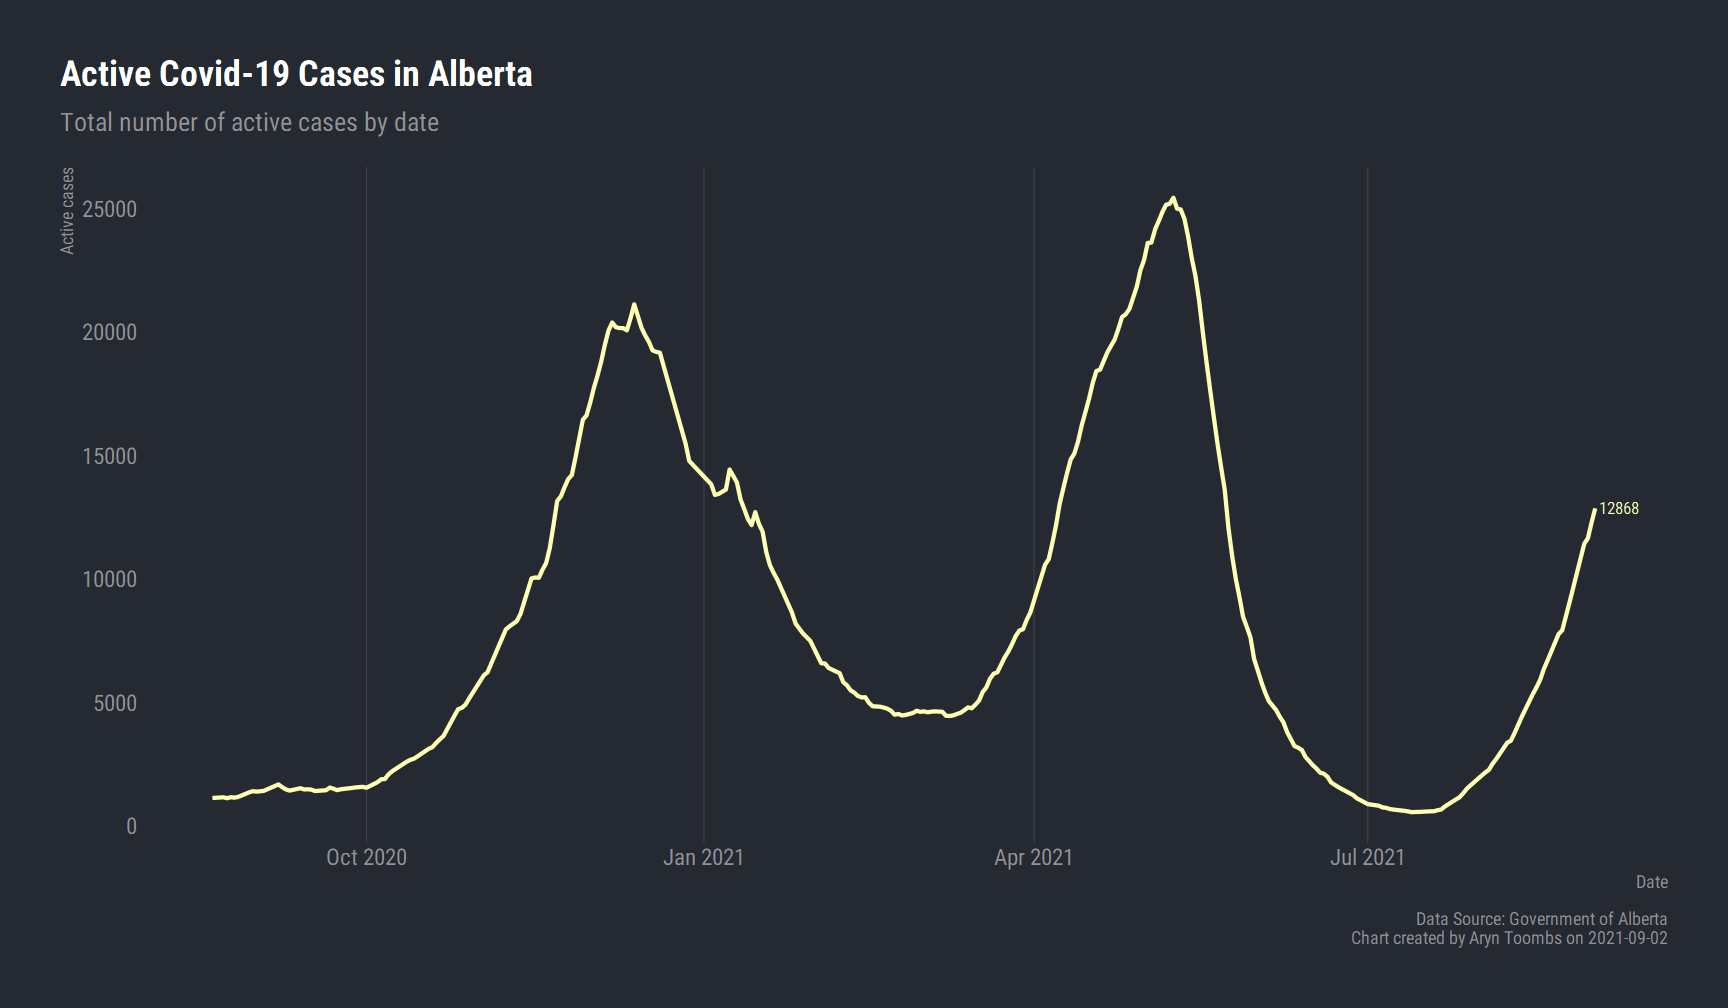 Active Covid-19 Cases in Alberta
Total number of active cases by date
Active cases
25000
20000
15000
10000
5000
0
12868
Oct 2020
Jan 2021
Apr 2021
Jul 2021
Date
Data Source: Government of Alberta
Chart created by Aryn Toombs on 2021-09-02